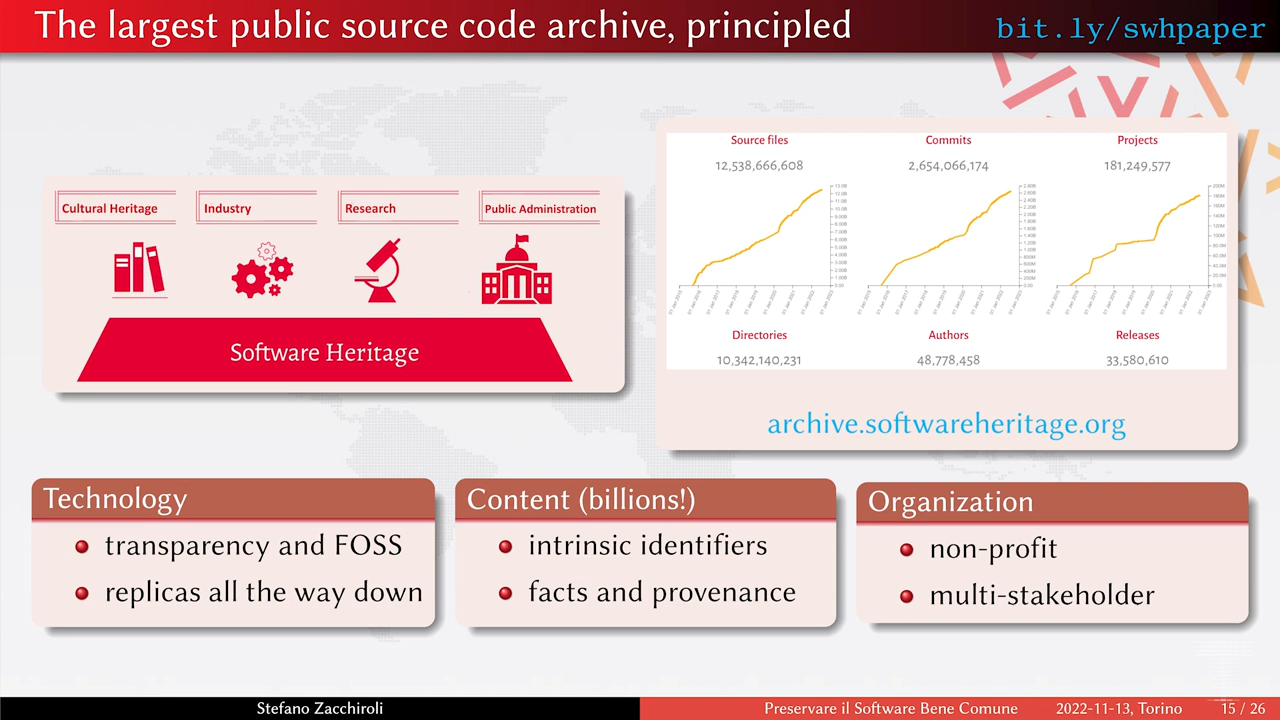 The largest public source code archive, principled
bit.ly/swhpaper
Cultural Heritage
Industry
Research
Public Administration
Software Heritage
Source files
12,538,666,608
Commits
2,654,066,174
Projects
181,249,577
Directories
10,342,140,231
Authors
48,778,458
Releases
33,580,610
archive.softwareheritage.org
Technology
transparency and FOSS
replicas all the way down
Content (billions!)
intrinsic identifiers
facts and provenance
Organization
non-profit
multi-stakeholder
Stefano Zacchiroli
Preservare il Software Bene Comune
2022-11-13, Torino
15 / 26